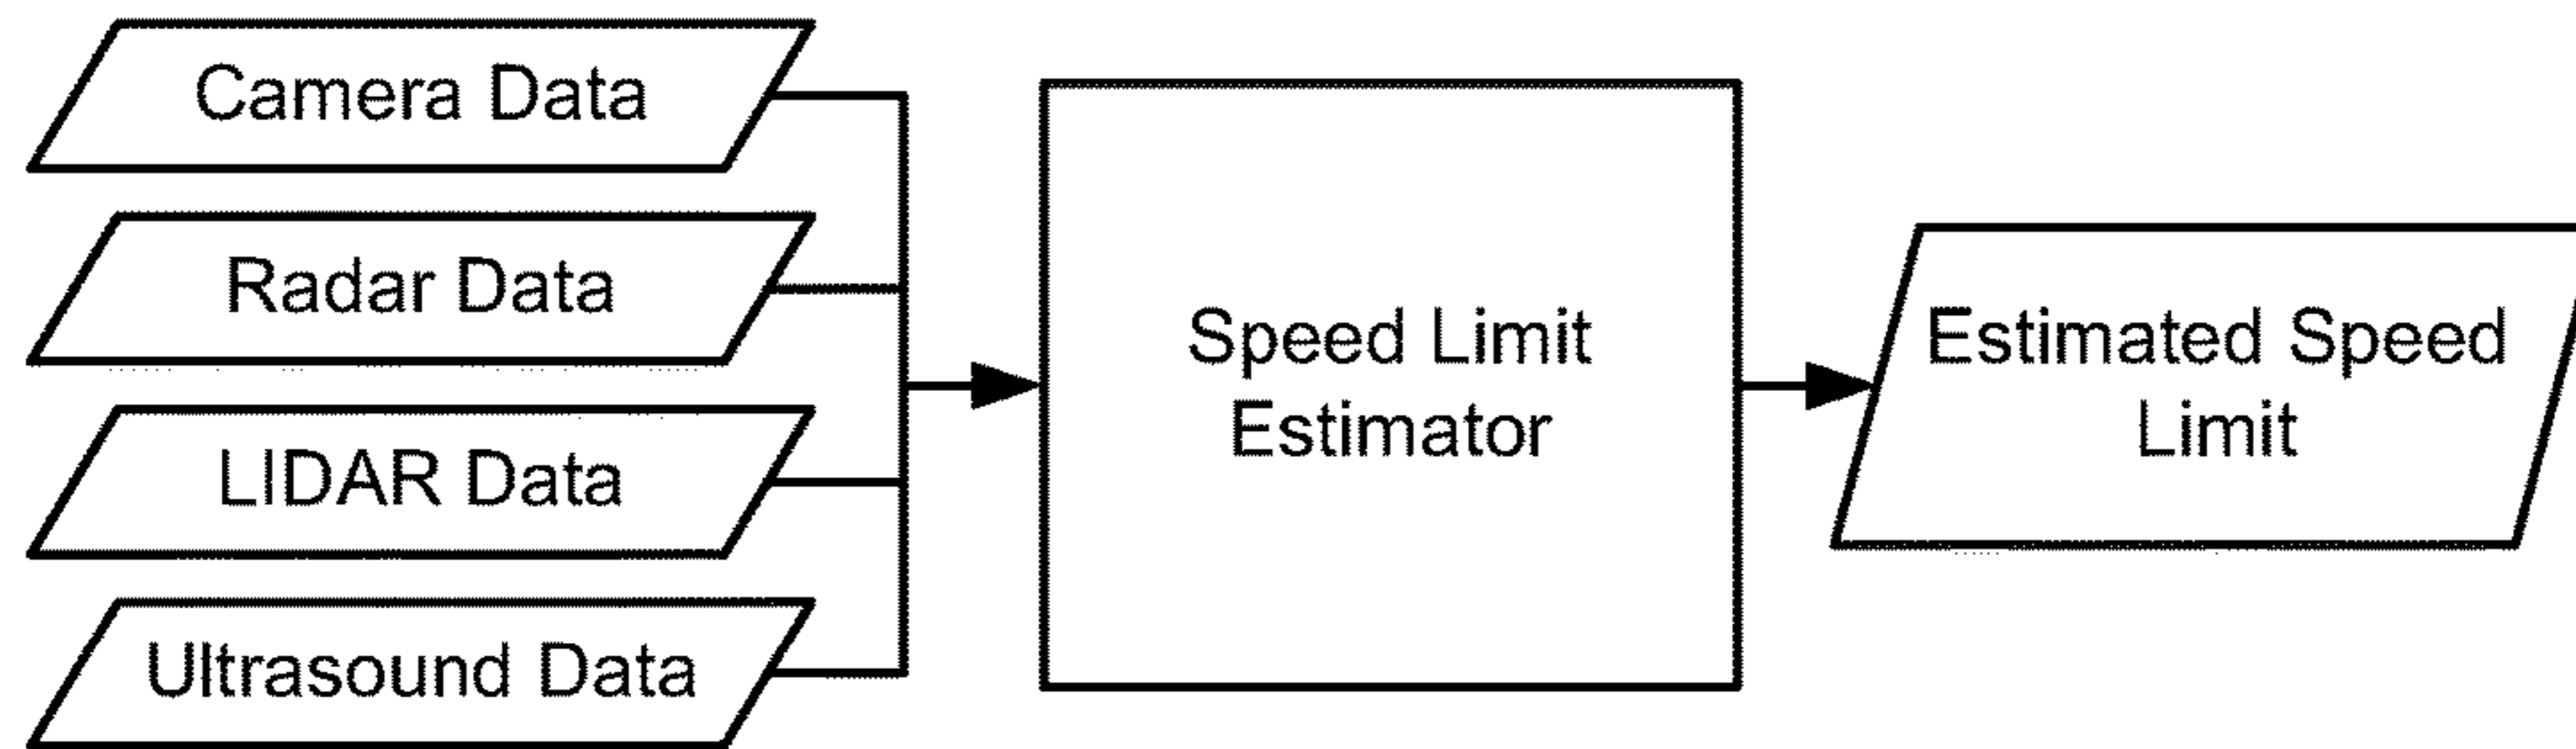 Camera Data
Radar Data
LIDAR Data
Ultrasound Data
Speed Limit
Estimator
Estimated Speed
Limit